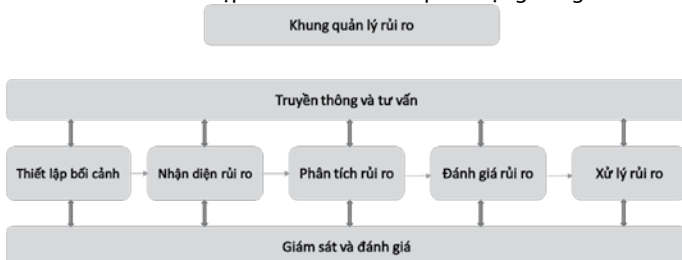 Khung quản lý rủi ro
Truyền thông và tư vấn
Thiết lập bối cảnh
Nhận diện rủi ro
Phân tích rủi ro
Đánh giá rủi ro
Xử lý rủi ro
Giám sát và đánh giá